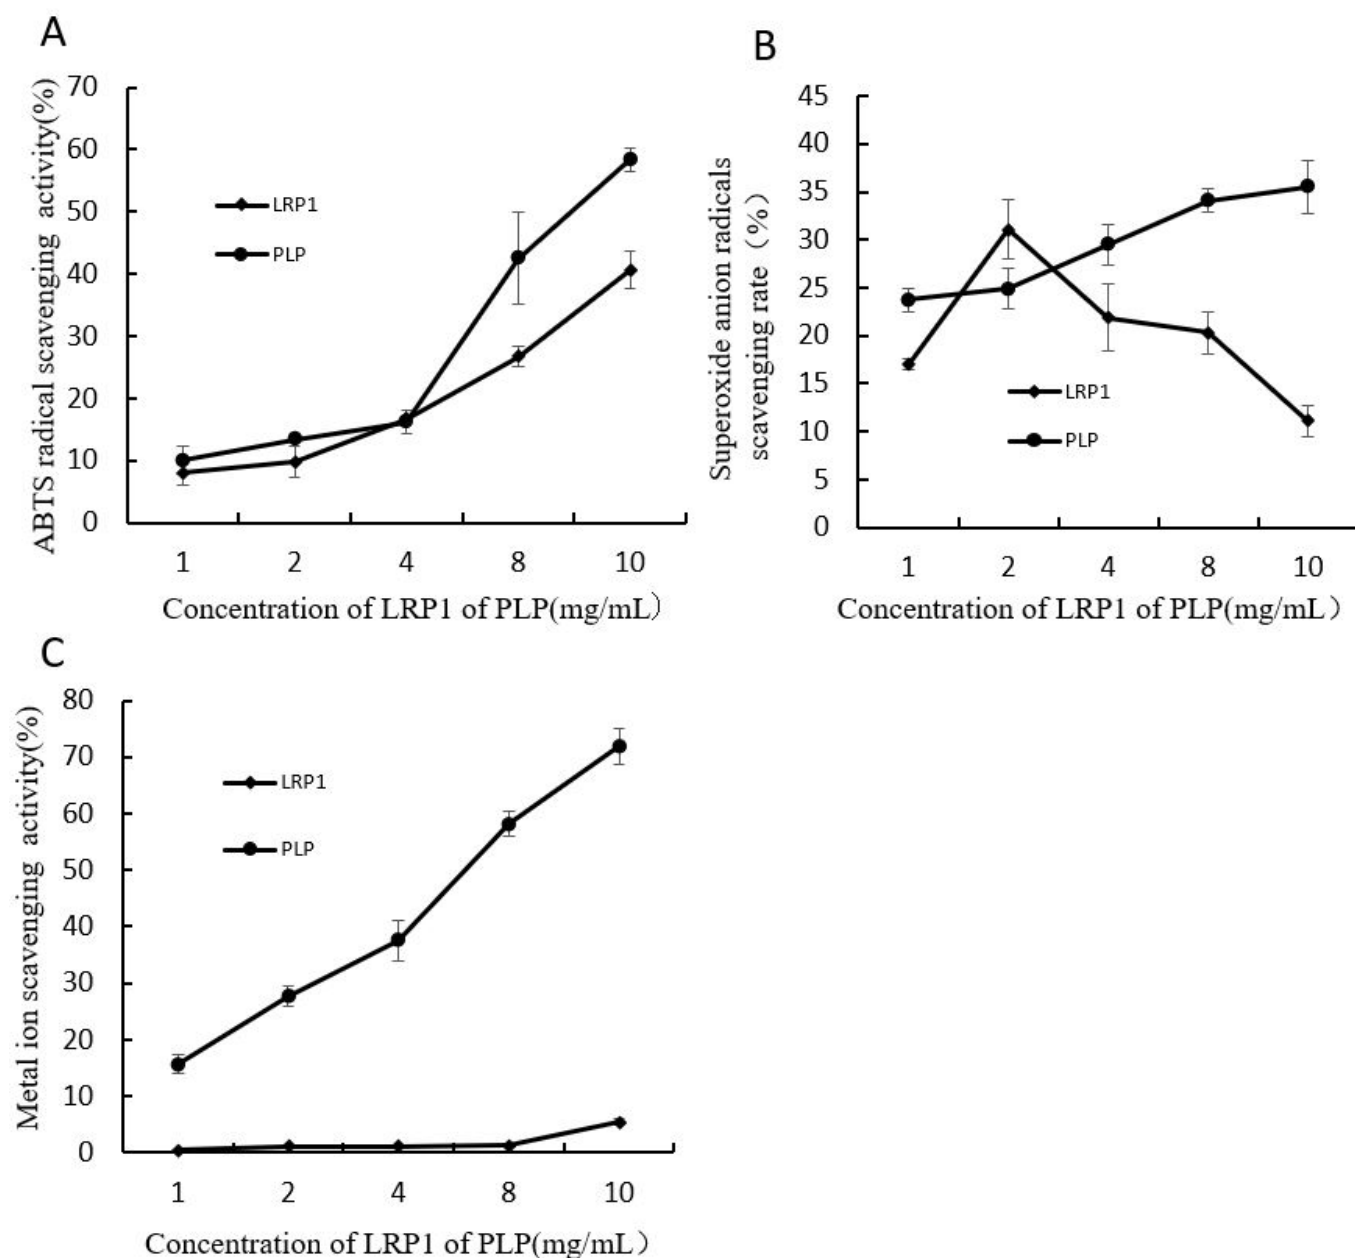 A
ABTS radical scavenging activity(%)
70
60
50
40
30
20
10
0
LRP1
PLP
1 2 4 8 10
Concentration of LRP1 of PLP(mg/mL）
B
Superoxide anion radicals
scavenging rate（%）
45
40
35
30
25
20
15
10
5
0
LRP1
PLP
1 2 4 8 10
Concentration of LRP1 of PLP(mg/mL）
C
Metal ion scavenging activity(%)
80
70
60
50
40
30
20
10
0
LRP1
PLP
1 2 4 8 10
Concentration of LRP1 of PLP(mg/mL）